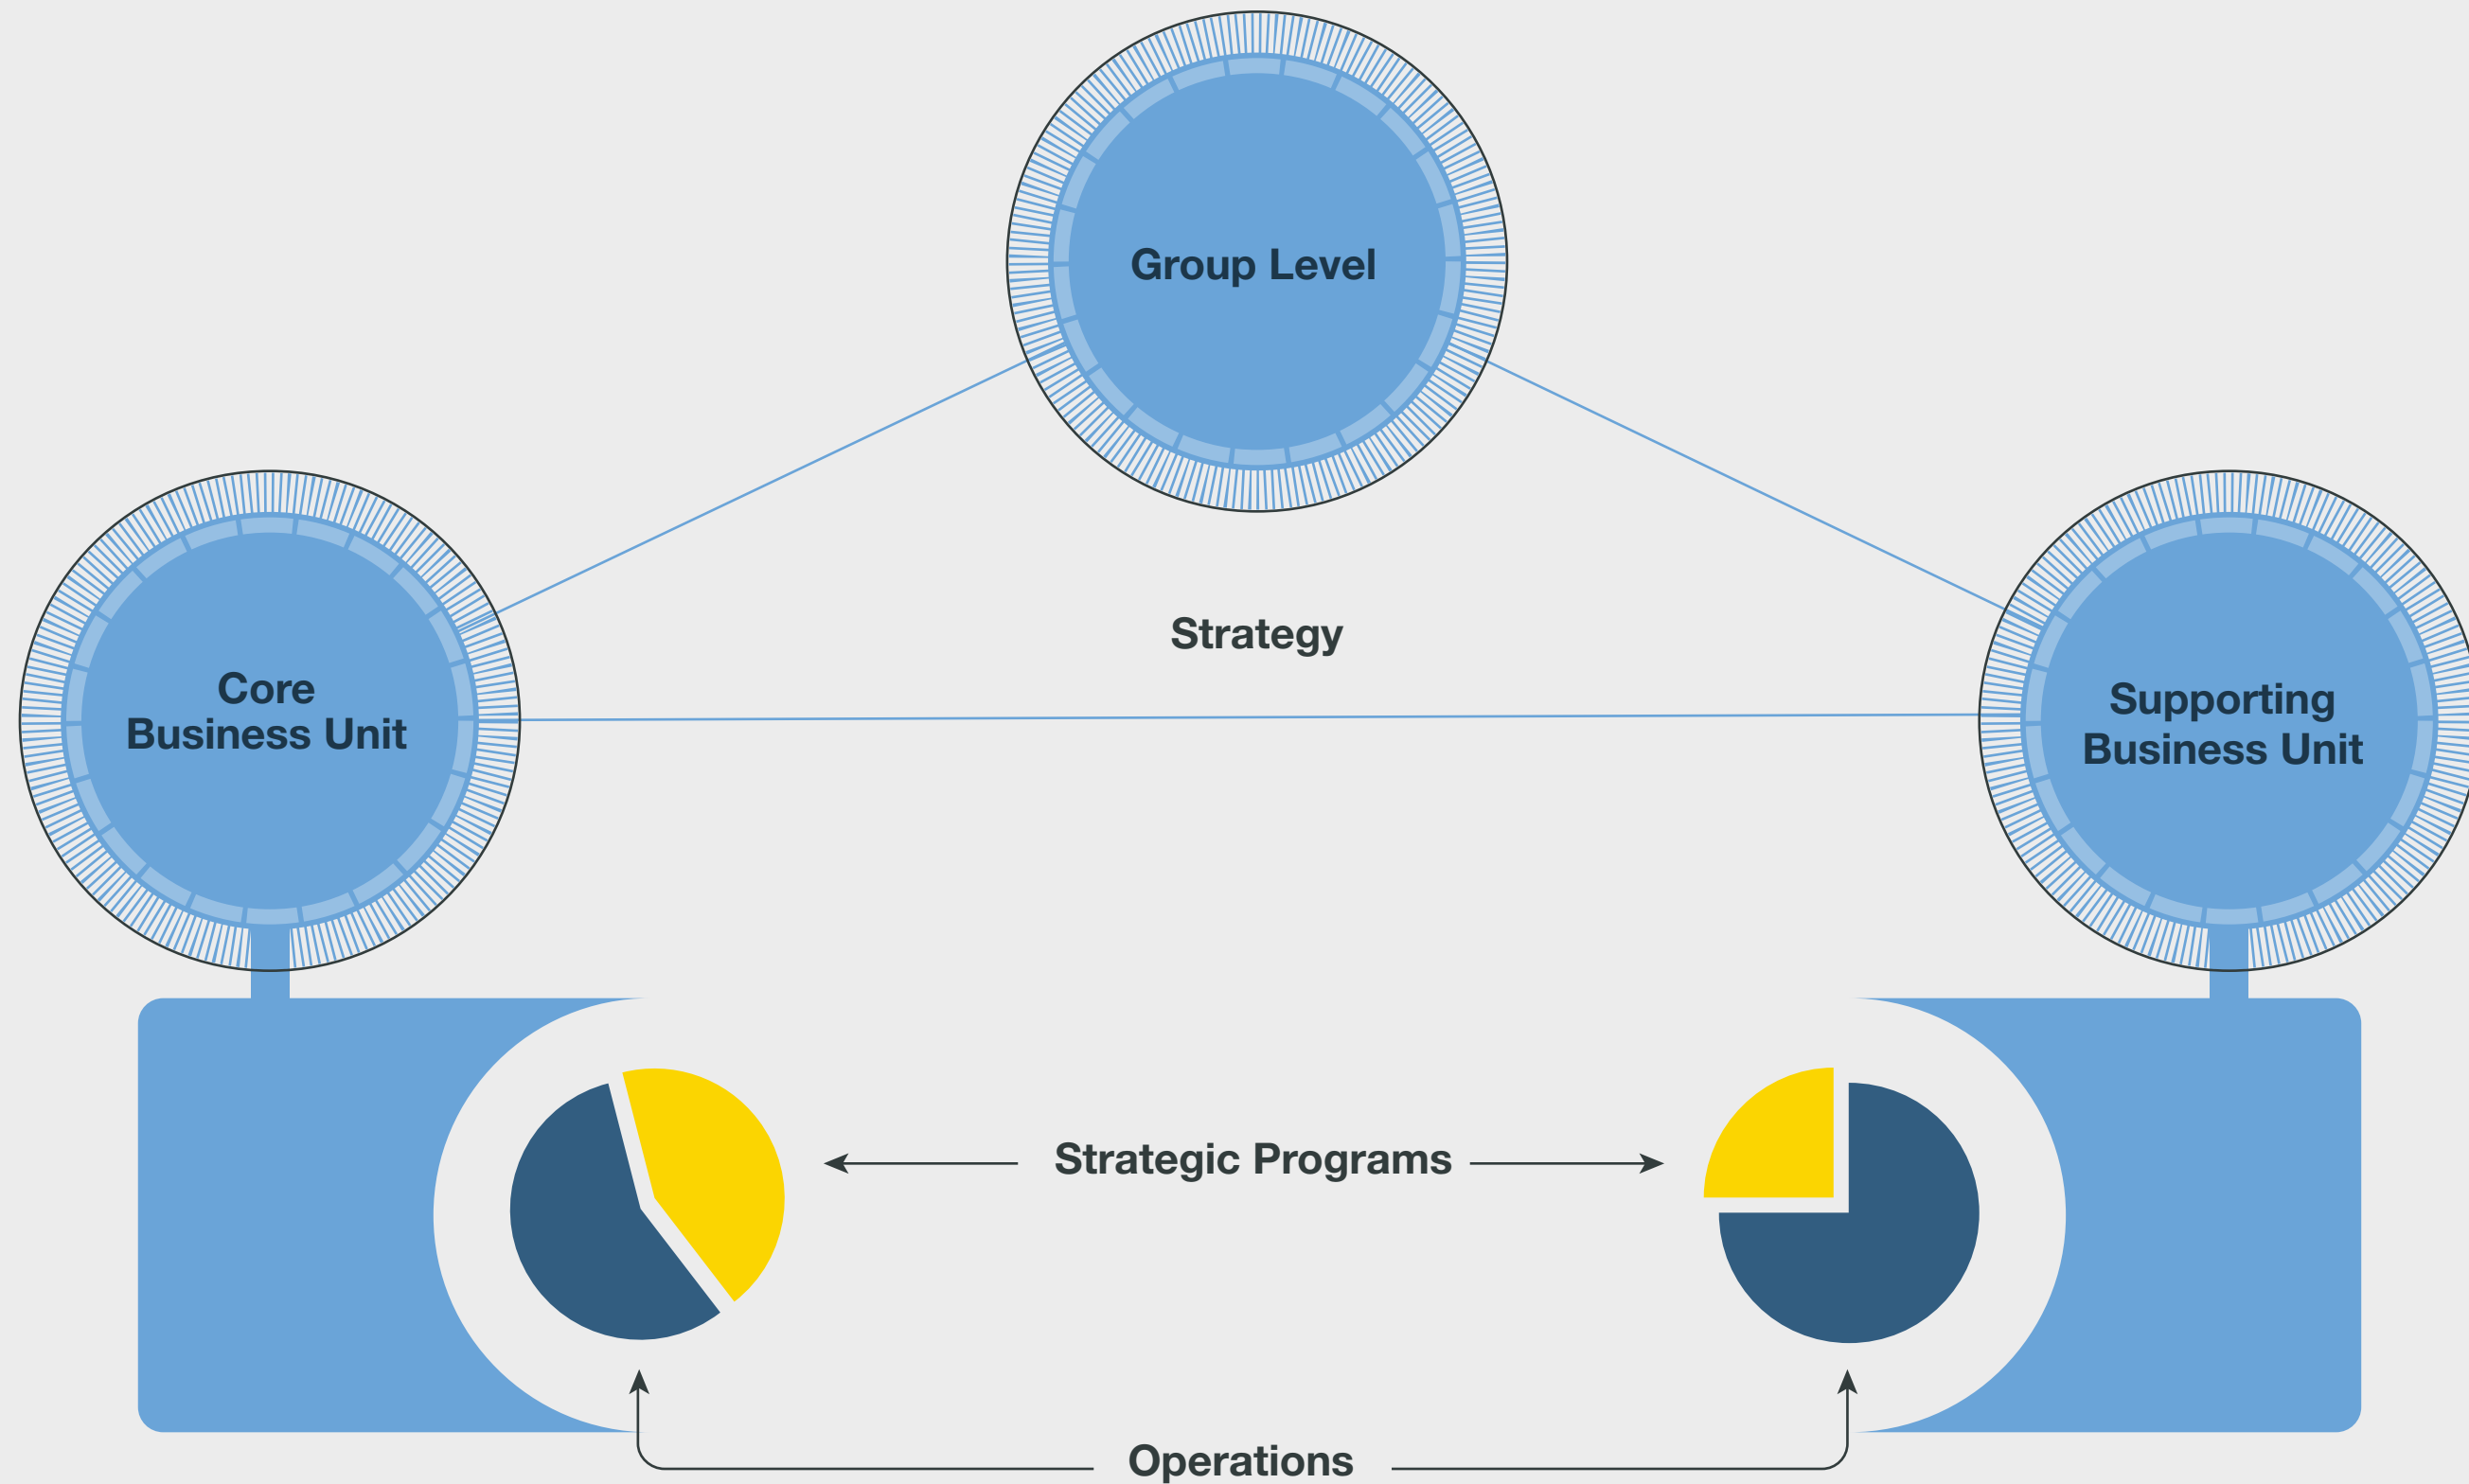 Group Level
Strategy
Core
Business Unit
Supporting
Business Unit
Strategic Programs
Operations